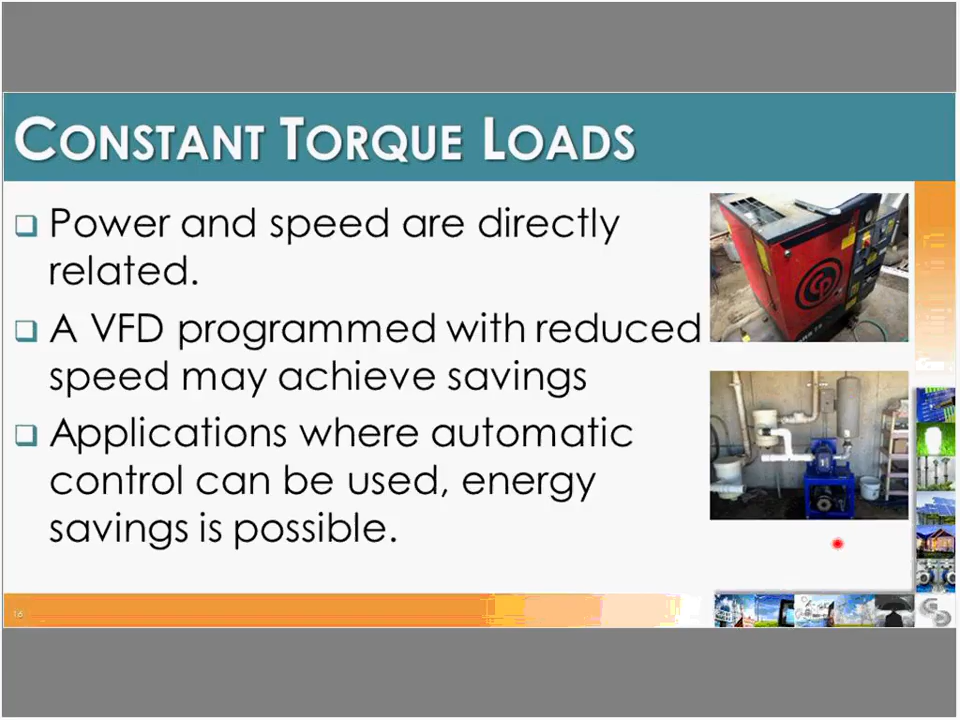 CONSTANT TORQUE LOADS
Power and speed are directly
related.
A VFD programmed with reduced
speed may achieve savings
Applications where automatic
control can be used, energy
savings is possible.
16